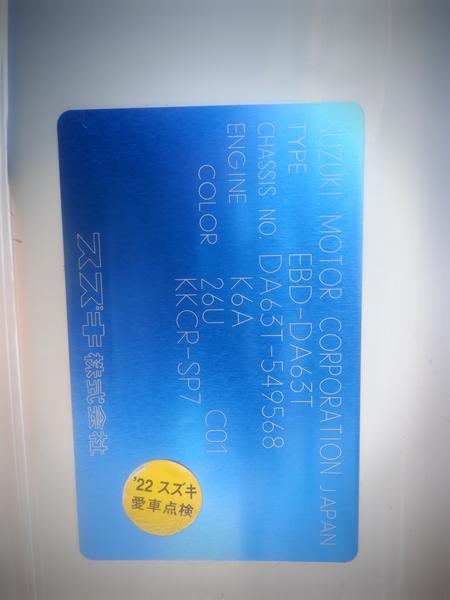 SUZUKI MOTOR CORPORATION JAPAN
TYPE EBD-DA63T
CHASSIS NO. DA63T-549568
ENGINE K6A
COLOR 26U C01
KKCR-SP7
スズキ株式会社
'22 スズキ
愛車点検